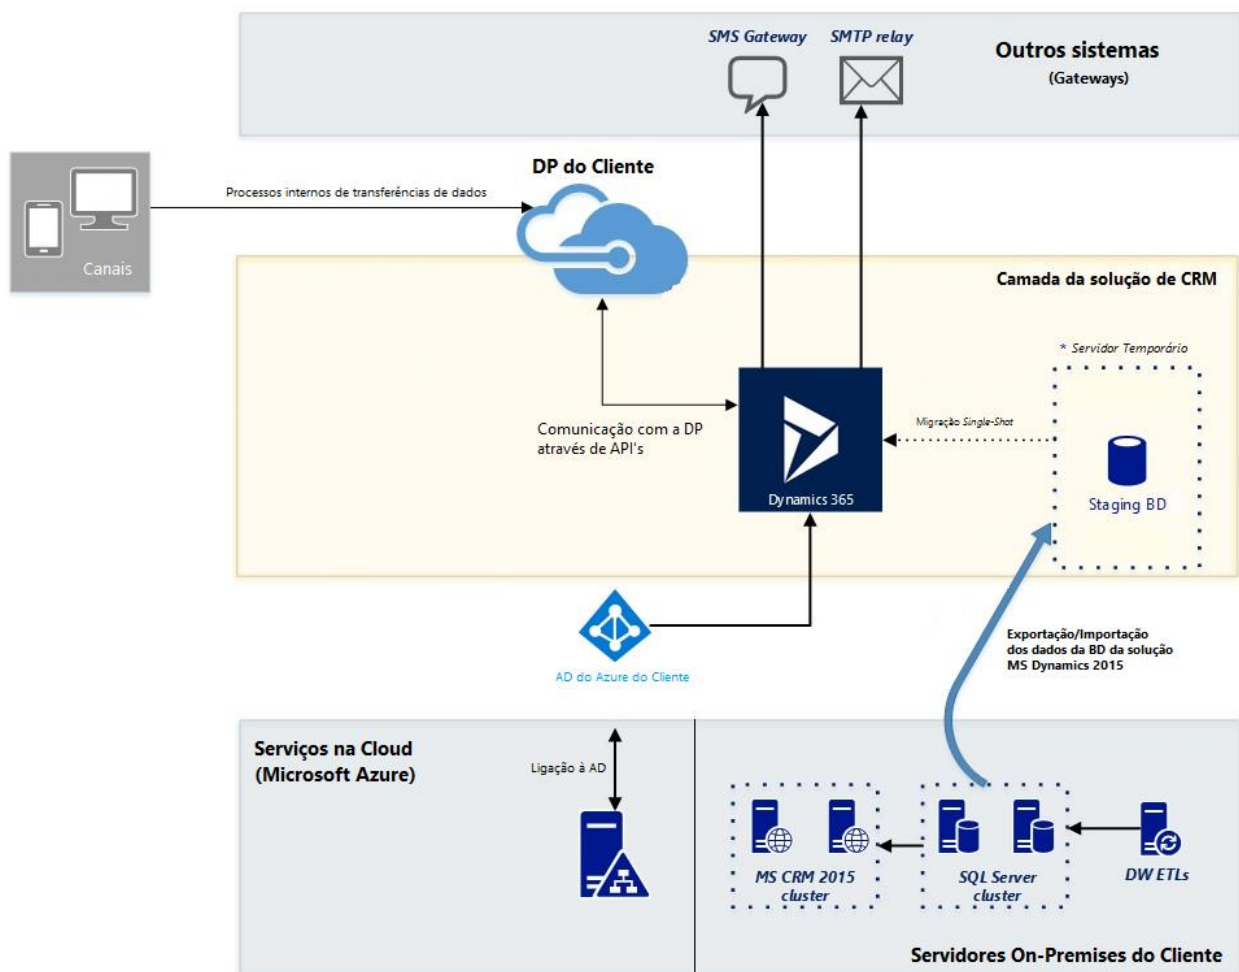 SMS Gateway
SMTP relay
Outros sistemas
(Gateways)
DP do Cliente
Processos internos de transferências de dados
Canais
Camada da solução de CRM
* Servidor Temporário
Comunicação com a DP
através de API's
Migração Single-Shot
Dynamics 365
Staging BD
Exportação/Importação
dos dados da BD da solução
MS Dynamics 2015
AD do Azure do Cliente
Serviços na Cloud
(Microsoft Azure)
Ligação à AD
MS CRM 2015
cluster
SQL Server
cluster
DW ETLs
Servidores On-Premises do Cliente